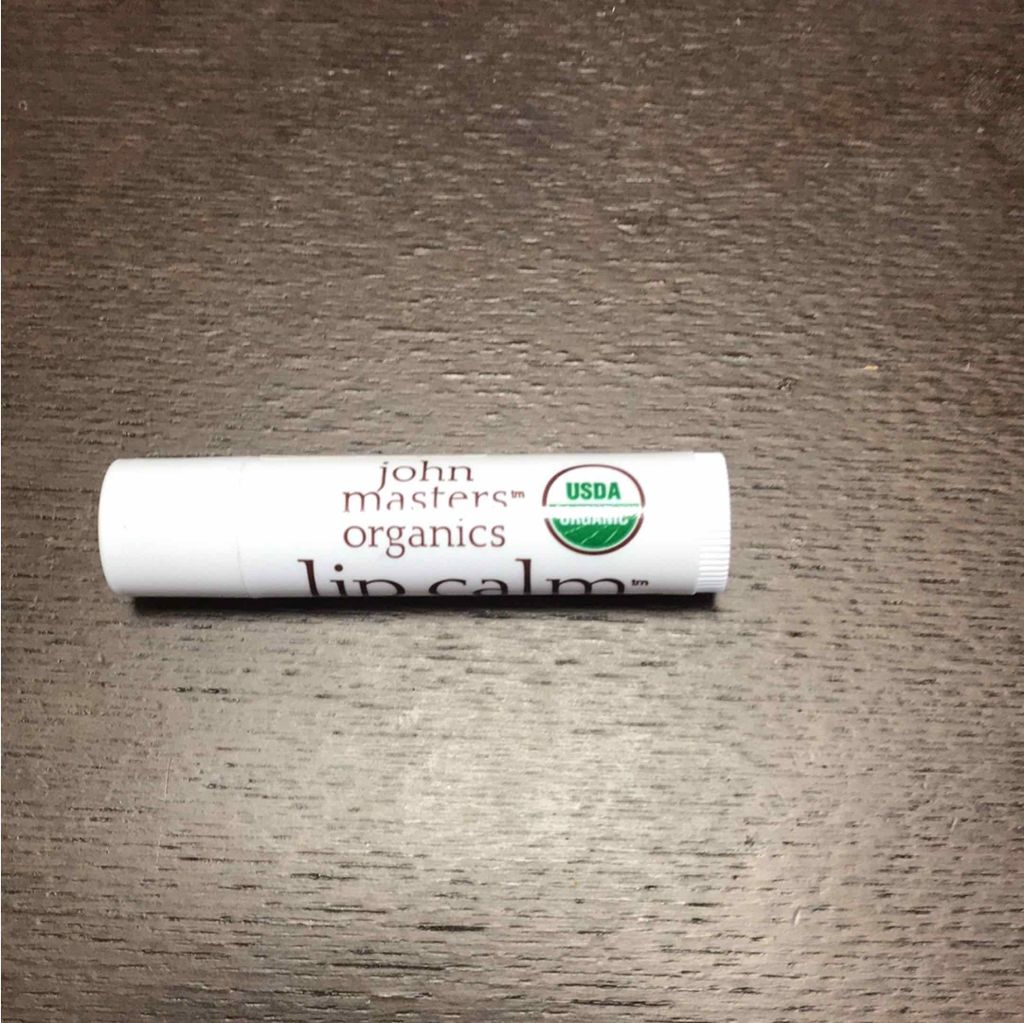 john
masters™
organics
lip calm™
USDA
ORGANIC